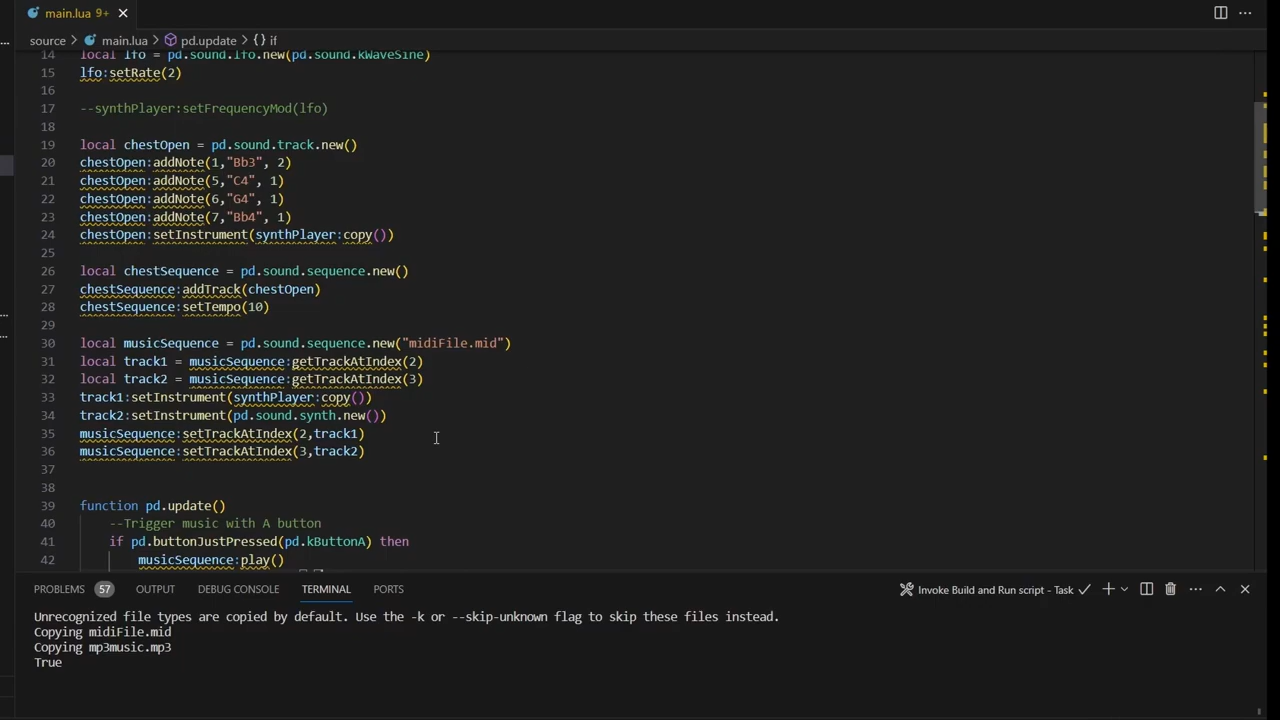 main.lua 9+
source > main.lua > pd.update > {} if
14 local lfo = pd.sound.lfo.new(pd.sound.kWaveSine)
15 lfo:setRate(2)
16
17 --synthPlayer:setFrequencyMod(lfo)
18
19 local chestOpen = pd.sound.track.new()
20 chestOpen:addNote(1,"Bb3", 2)
21 chestOpen:addNote(5,"C4", 1)
22 chestOpen:addNote(6,"G4", 1)
23 chestOpen:addNote(7,"Bb4", 1)
24 chestOpen:setInstrument(synthPlayer:copy())
25
26 local chestSequence = pd.sound.sequence.new()
27 chestSequence:addTrack(chestOpen)
28 chestSequence:setTempo(10)
29
30 local musicSequence = pd.sound.sequence.new("midiFile.mid")
31 local track1 = musicSequence:getTrackAtIndex(2)
32 local track2 = musicSequence:getTrackAtIndex(3)
33 track1:setInstrument(synthPlayer:copy())
34 track2:setInstrument(pd.sound.synth.new())
35 musicSequence:setTrackAtIndex(2,track1)
36 musicSequence:setTrackAtIndex(3,track2)
37
38
39 function pd.update()
40 --Trigger music with A button
41 if pd.buttonJustPressed(pd.kButtonA) then
42 musicSequence:play()
PROBLEMS 57 OUTPUT DEBUG CONSOLE TERMINAL PORTS Invoke Build and Run script - Task
Unrecognized file types are copied by default. Use the -k or --skip-unknown flag to skip these files instead.
Copying midiFile.mid
Copying mp3music.mp3
True